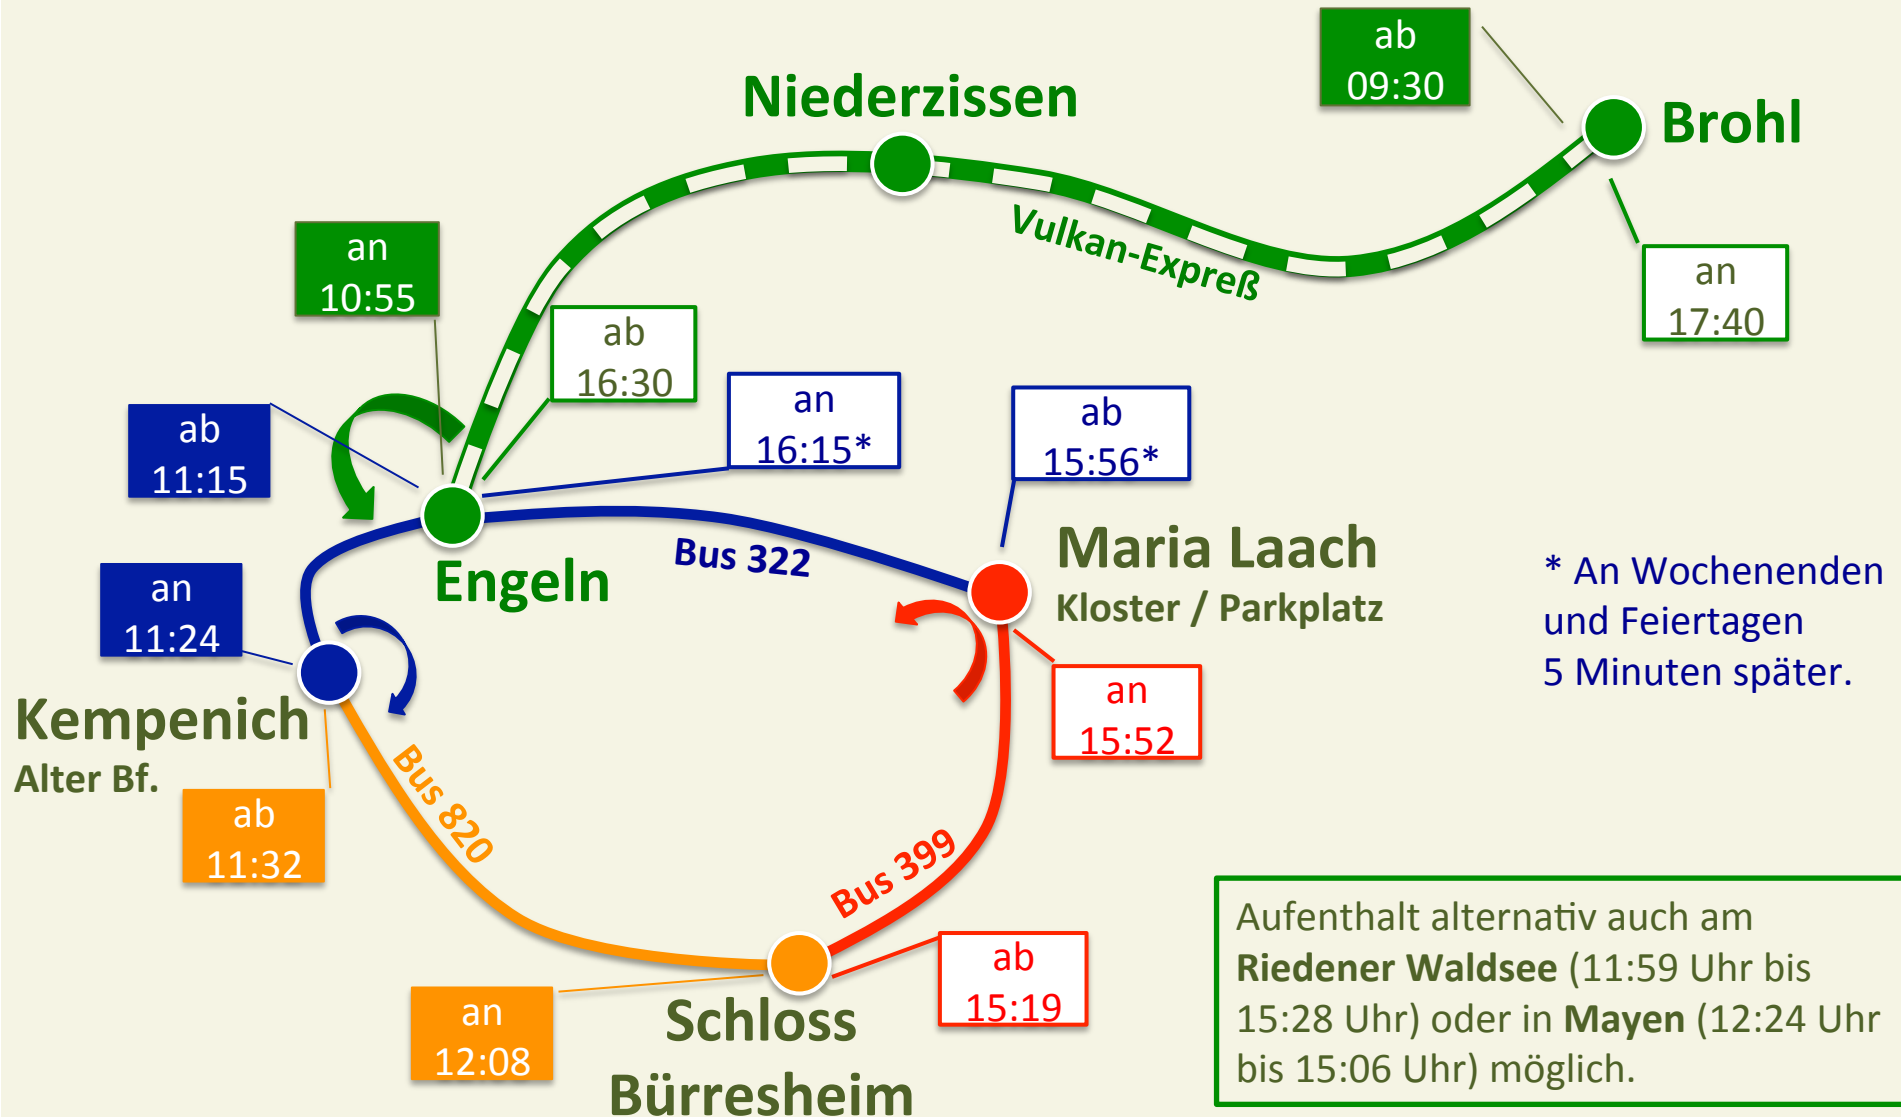 ab
09:30
Brohl
Niederzissen
Vulkan-Expreß
an
17:40
an
10:55
ab
16:30
an
16:15*
ab
15:56*
ab
11:15
Bus 322
Engeln
Maria Laach
Kloster / Parkplatz
* An Wochenenden
und Feiertagen
5 Minuten später.
an
11:24
an
15:52
Kempenich
Alter Bf.
ab
11:32
Bus 820
Bus 399
ab
15:19
an
12:08
Schloss
Bürresheim
Aufenthalt alternativ auch am
Riedener Waldsee (11:59 Uhr bis
15:28 Uhr) oder in Mayen (12:24 Uhr
bis 15:06 Uhr) möglich.